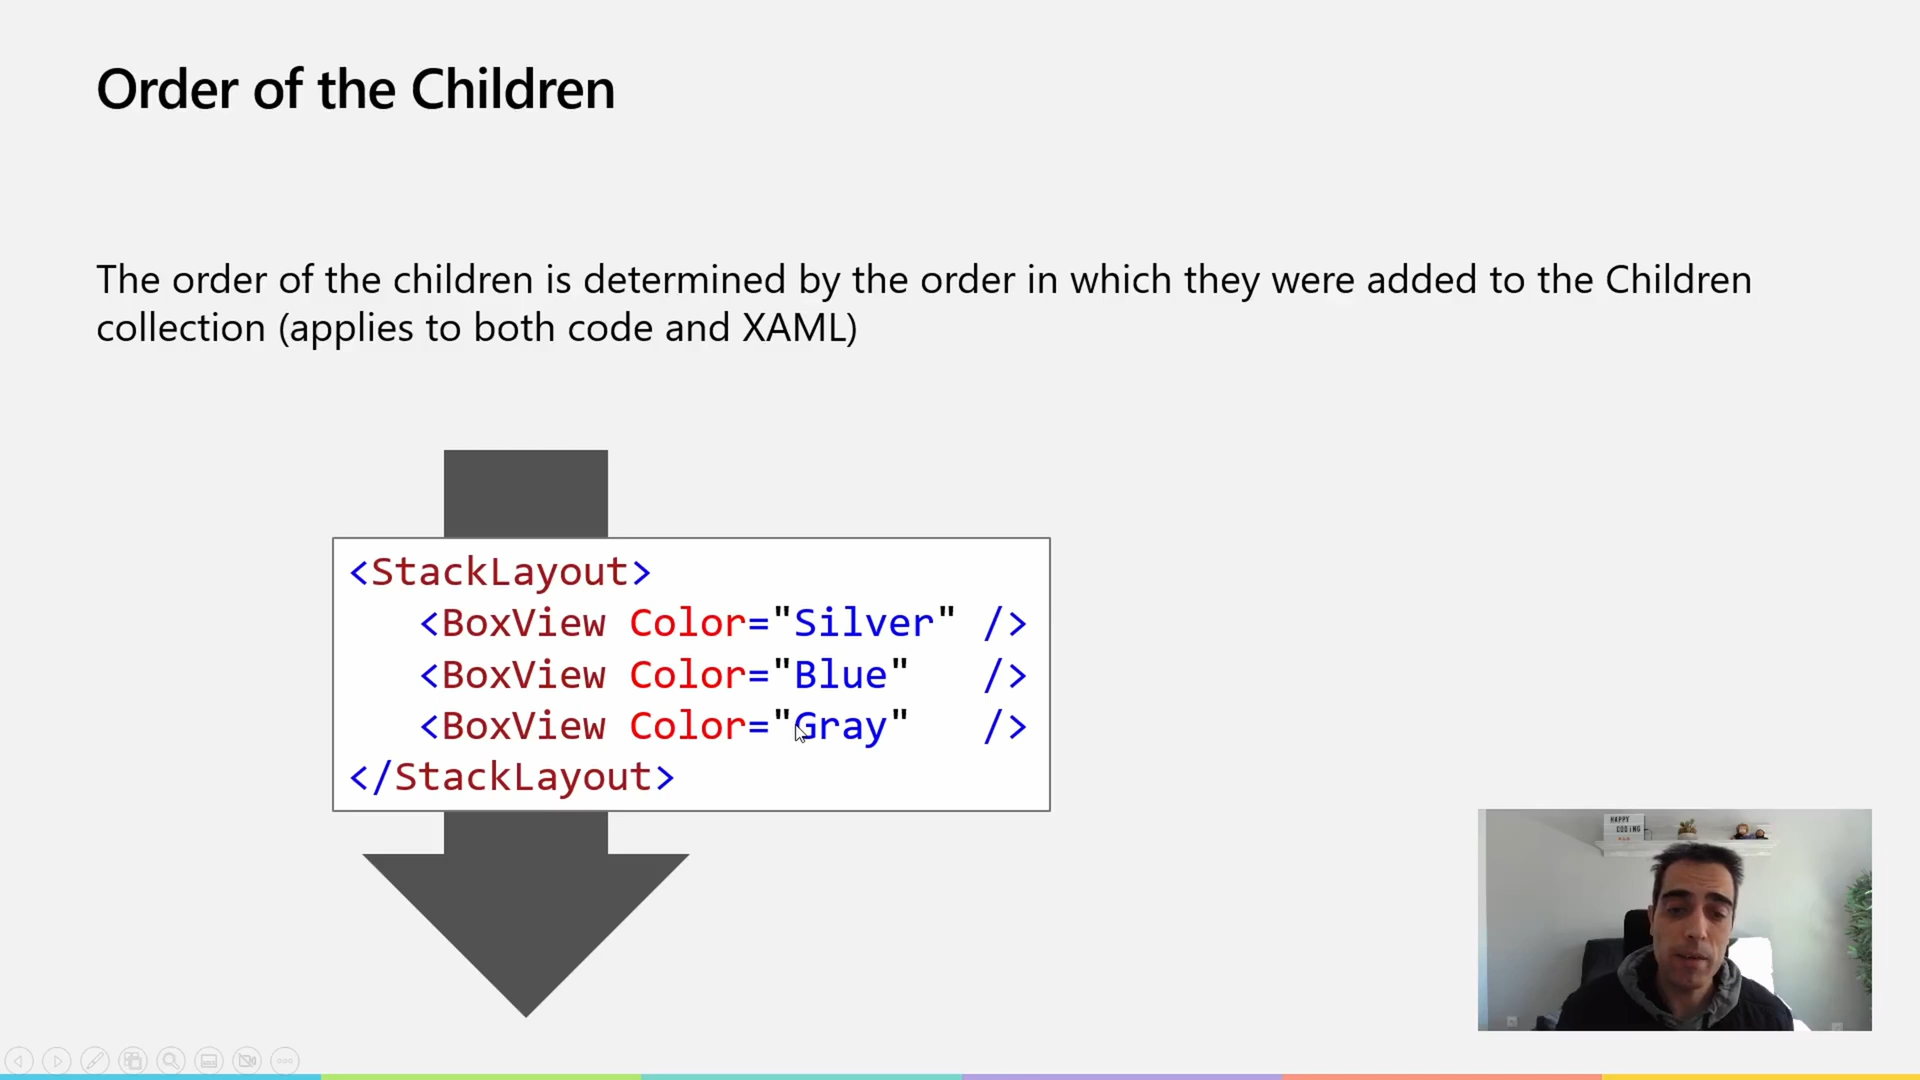 Order of the Children
The order of the children is determined by the order in which they were added to the Children
collection (applies to both code and XAML)
<StackLayout>
<BoxView Color="Silver" />
<BoxView Color="Blue" />
<BoxView Color="Gray" />
</StackLayout>
HAPPY
CODING